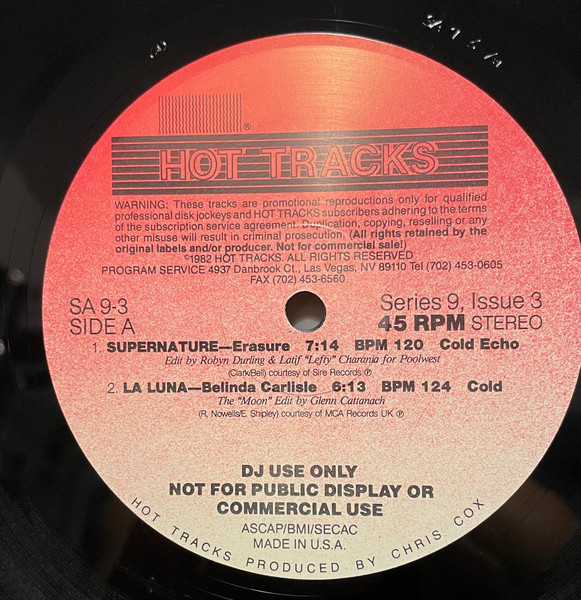 ®
HOT TRACKS
WARNING: These tracks are promotional reproductions only for qualified
professional disk jockeys and HOT TRACKS subscribers adhering to the terms
of the subscription service agreement. Duplication, copying, reselling or any
other misuse will result in criminal prosecution. (All rights retained by the
original labels and/or producer. Not for commercial sale!)
©1982 HOT TRACKS. ALL RIGHTS RESERVED
PROGRAM SERVICE 4937 Danbrook Ct., Las Vegas, NV 89110 Tel (702) 453-0605
FAX (702) 453-6560
SA 9-3
SIDE A
Series 9, Issue 3
45 RPM STEREO
1. SUPERNATURE—Erasure 7:14 BPM 120 Cold Echo
Edit by Robyn Durling & Latif "Lefty" Charania for Poolwest
(Clark/Bell) courtesy of Sire Records ℗
2. LA LUNA—Belinda Carlisle 6:13 BPM 124 Cold
The "Moon" Edit by Glenn Cattanach
(R. Nowells/E. Shipley) courtesy of MCA Records UK ℗
DJ USE ONLY
NOT FOR PUBLIC DISPLAY OR
COMMERCIAL USE
ASCAP/BMI/SECAC
MADE IN U.S.A.
HOT TRACKS PRODUCED BY CHRIS COX